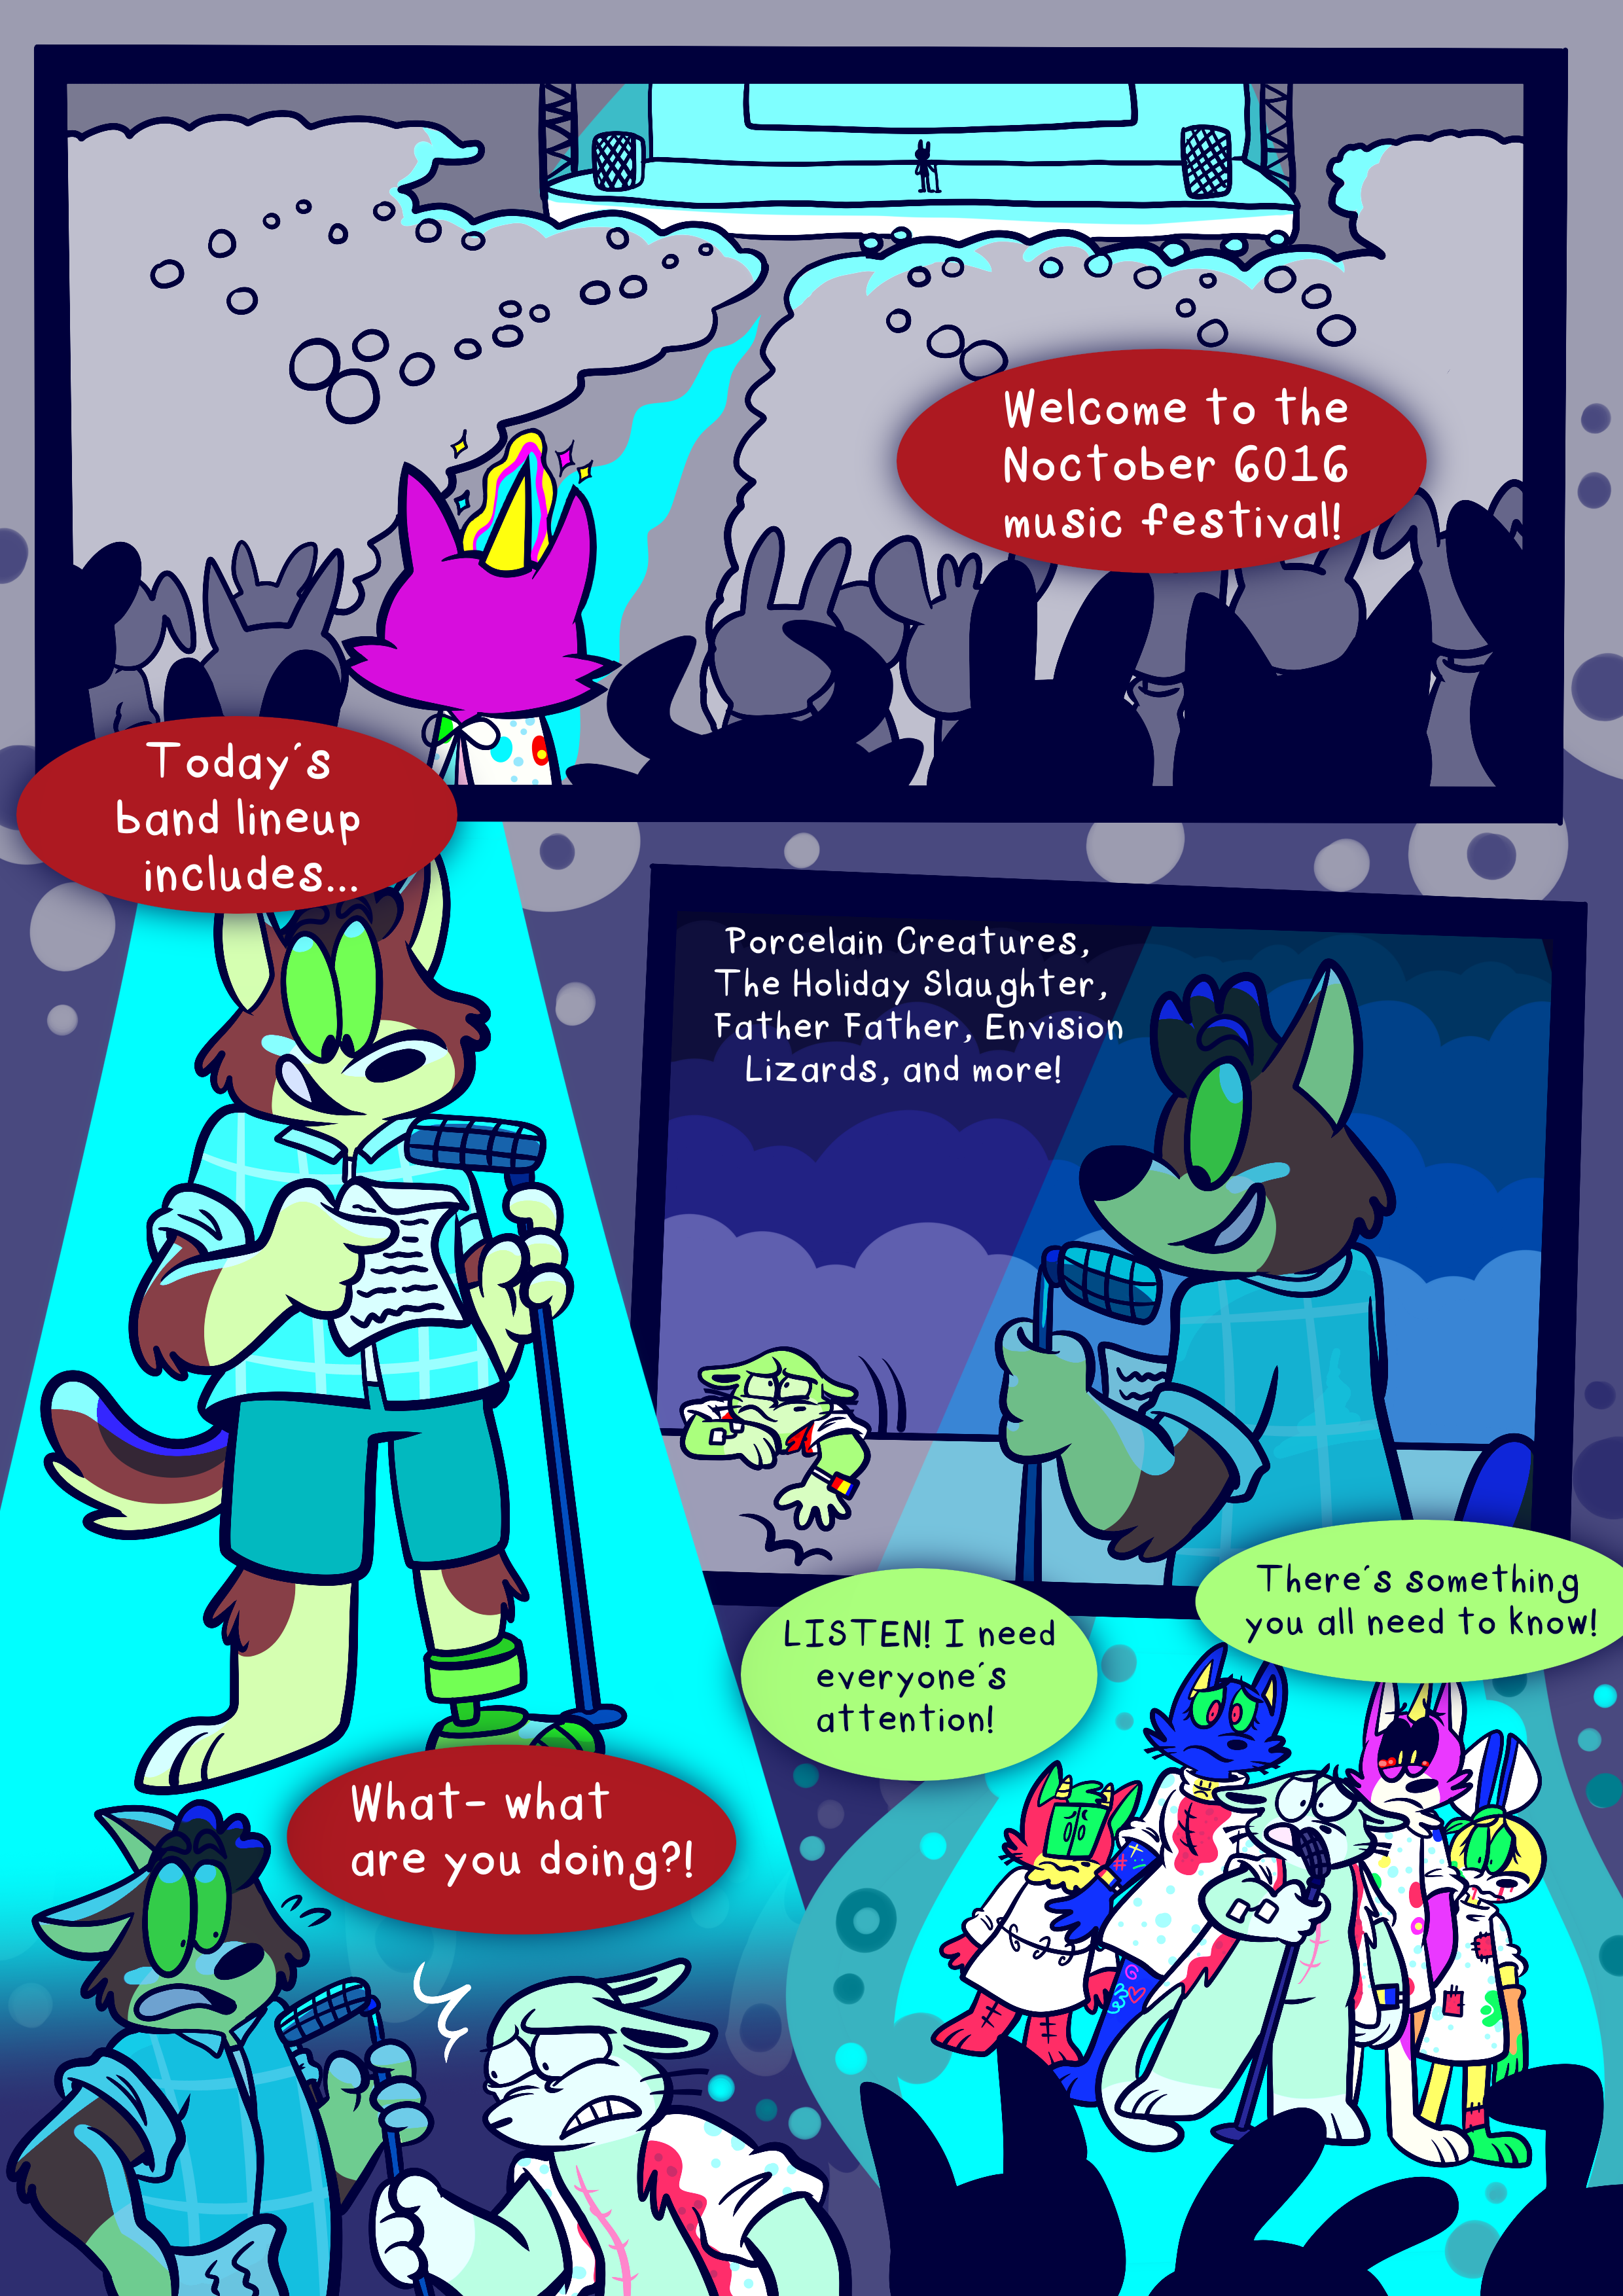 Welcome to the
Noctober 6016
music festival!
Today's
band lineup
includes...
Porcelain Creatures,
The Holiday Slaughter,
Father Father, Envision
Lizards, and more!
What- what
are you doing?!
LISTEN! I need
everyone's
attention!
There's something
you all need to know!